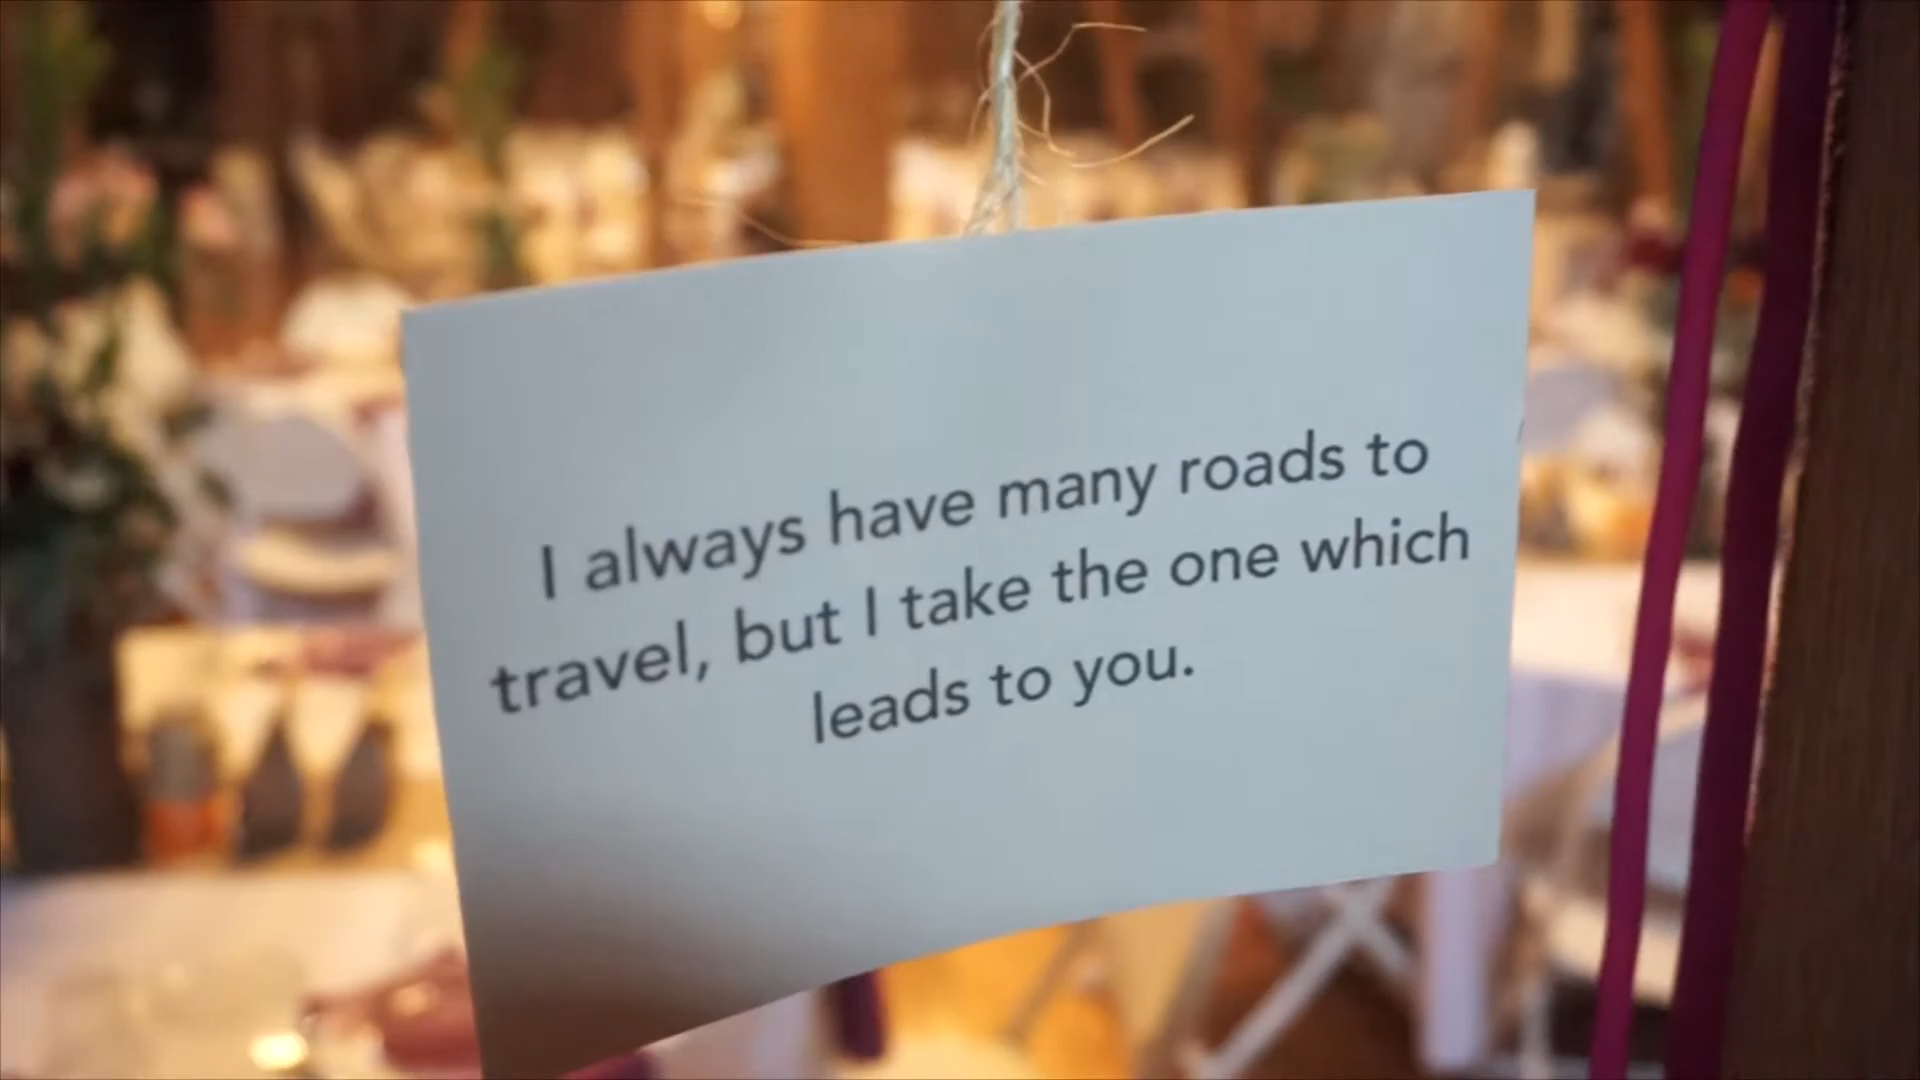 I always have many roads to
travel, but I take the one which
leads to you.